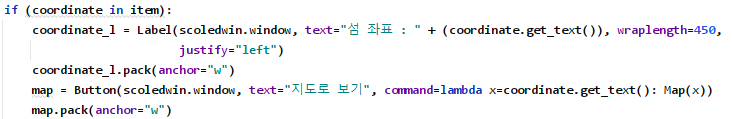 if (coordinate in item):
    coordinate_l = Label(scoledwin.window, text="섬 좌표 : " + (coordinate.get_text()), wraplength=450,
                         justify="left")
    coordinate_l.pack(anchor="w")
    map = Button(scoledwin.window, text="지도로 보기", command=lambda x=coordinate.get_text(): Map(x))
    map.pack(anchor="w")